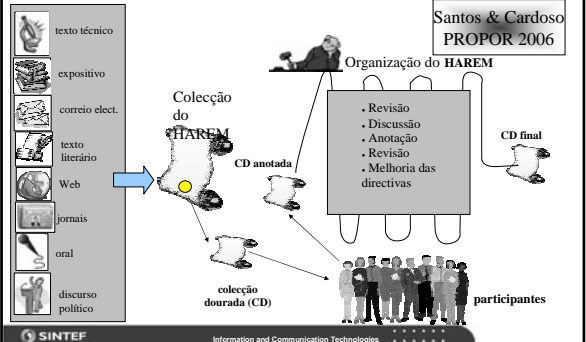 Santos & Cardoso
PROPOR 2006
texto técnico
expositivo
correio elect.
texto
literário
Web
jornais
oral
discurso
político
Colecção
do
HAREM
Organização do HAREM
• Revisão
• Discussão
• Anotação
• Revisão
• Melhoria das
directivas
CD anotada
CD final
colecção
dourada (CD)
participantes
SINTEF
Information and Communication Technologies